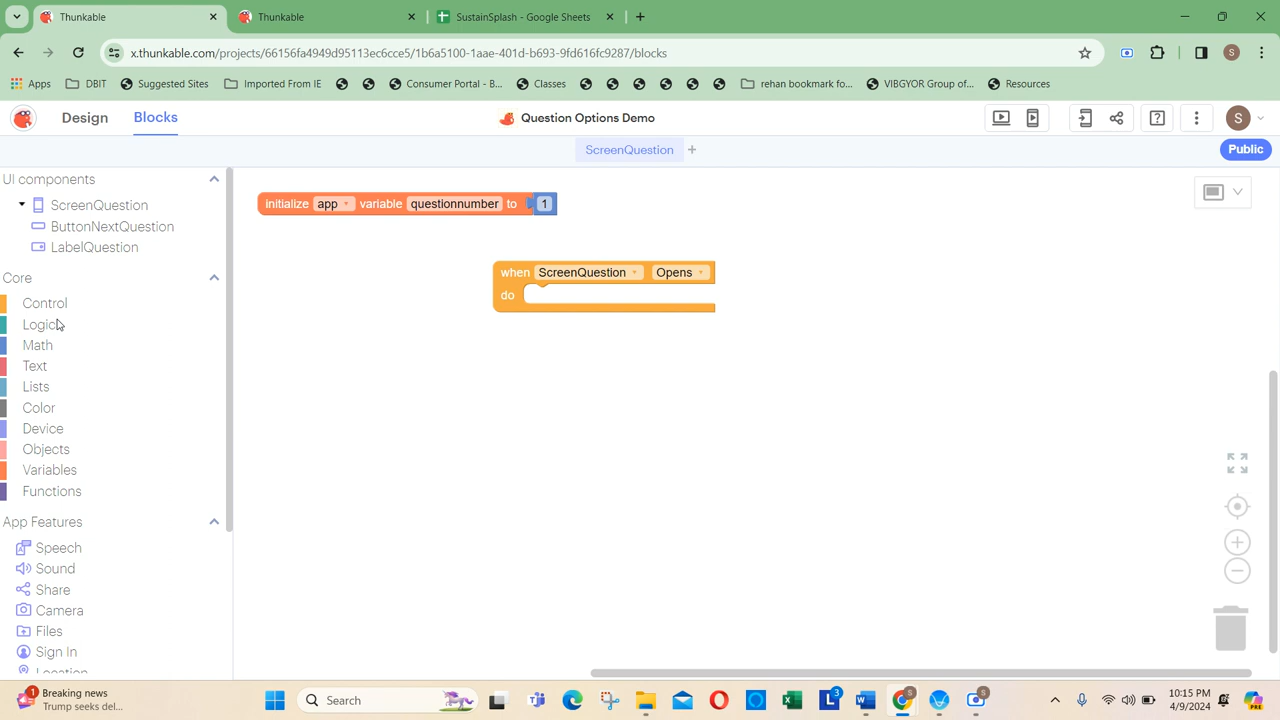 Thunkable
Thunkable
SustainSplash - Google Sheets
x.thunkable.com/projects/66156fa4949d95113ec6cce5/1b6a5100-1aae-401d-b693-9fd616fc9287/blocks
S
Apps
DBIT
Suggested Sites
Imported From IE
Consumer Portal - B...
Classes
rehan bookmark fo...
VIBGYOR Group of...
Resources
Design
Blocks
Question Options Demo
S
ScreenQuestion
Public
UI components
ScreenQuestion
ButtonNextQuestion
LabelQuestion
Core
Control
Logic
Math
Text
Lists
Color
Device
Objects
Variables
Functions
App Features
Speech
Sound
Share
Camera
Files
Sign In
Location
initialize app variable questionnumber to 1
when ScreenQuestion Opens
do
1
Breaking news
Trump seeks del...
Search
3
10:15 PM
4/9/2024